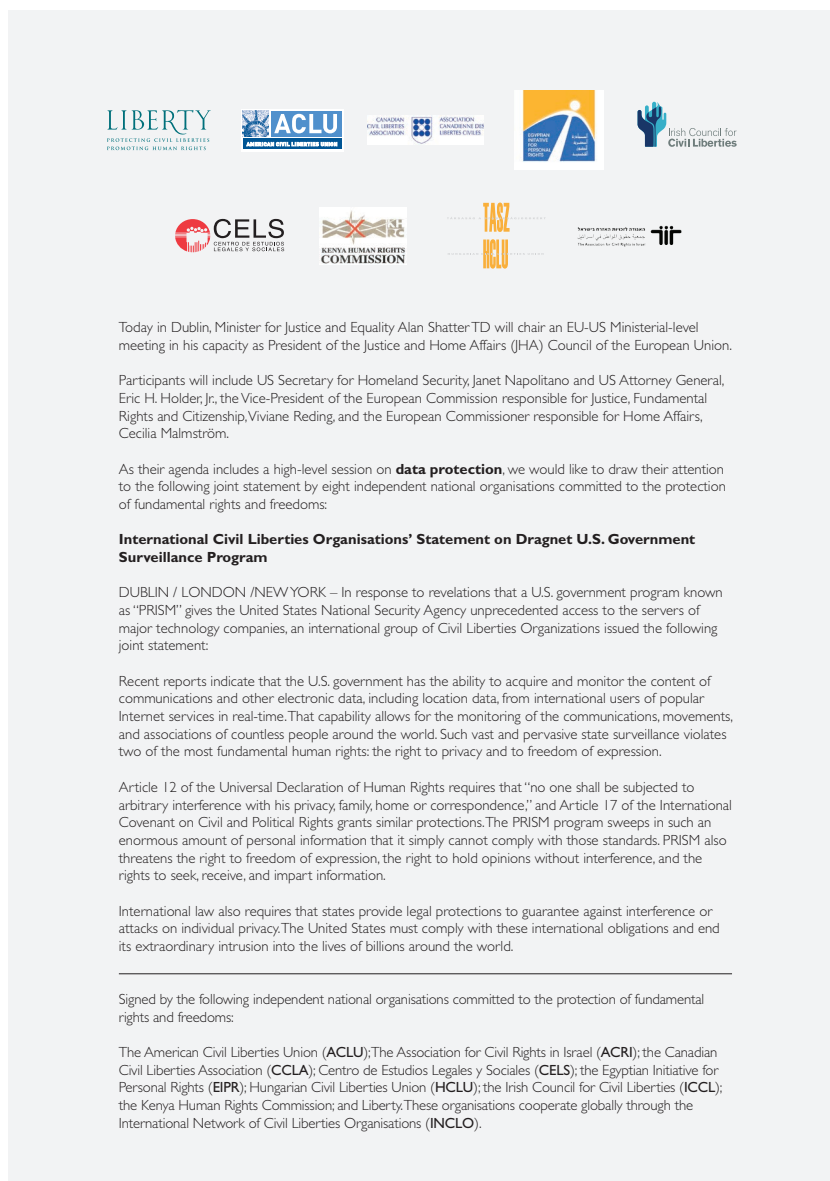 LIBERTY
PROTECTING CIVIL LIBERTIES
PROMOTING HUMAN RIGHTS
ACLU
AMERICAN CIVIL LIBERTIES UNION
CANADIAN
CIVIL LIBERTIES
ASSOCIATION
ASSOCIATION
CANADIENNE DES
LIBERTÉS CIVILES
EGYPTIAN
INITIATIVE
FOR
PERSONAL
RIGHTS
Irish Council for
Civil Liberties
CELS
CENTRO DE ESTUDIOS
LEGALES Y SOCIALES
KHRC
KENYA HUMAN RIGHTS
COMMISSION
TASZ
HCLU
האגודה לזכויות האזרח בישראל
The Association for Civil Rights in Israel
Today in Dublin, Minister for Justice and Equality Alan Shatter TD will chair an EU-US Ministerial-level
meeting in his capacity as President of the Justice and Home Affairs (JHA) Council of the European Union.
Participants will include US Secretary for Homeland Security, Janet Napolitano and US Attorney General,
Eric H. Holder, Jr., the Vice-President of the European Commission responsible for Justice, Fundamental
Rights and Citizenship, Viviane Reding, and the European Commissioner responsible for Home Affairs,
Cecilia Malmström.
As their agenda includes a high-level session on data protection, we would like to draw their attention
to the following joint statement by eight independent national organisations committed to the protection
of fundamental rights and freedoms:
International Civil Liberties Organisations' Statement on Dragnet U.S. Government
Surveillance Program
DUBLIN / LONDON /NEW YORK – In response to revelations that a U.S. government program known
as "PRISM" gives the United States National Security Agency unprecedented access to the servers of
major technology companies, an international group of Civil Liberties Organizations issued the following
joint statement:
Recent reports indicate that the U.S. government has the ability to acquire and monitor the content of
communications and other electronic data, including location data, from international users of popular
Internet services in real-time. That capability allows for the monitoring of the communications, movements,
and associations of countless people around the world. Such vast and pervasive state surveillance violates
two of the most fundamental human rights: the right to privacy and to freedom of expression.
Article 12 of the Universal Declaration of Human Rights requires that "no one shall be subjected to
arbitrary interference with his privacy, family, home or correspondence," and Article 17 of the International
Covenant on Civil and Political Rights grants similar protections. The PRISM program sweeps in such an
enormous amount of personal information that it simply cannot comply with those standards. PRISM also
threatens the right to freedom of expression, the right to hold opinions without interference, and the
rights to seek, receive, and impart information.
International law also requires that states provide legal protections to guarantee against interference or
attacks on individual privacy. The United States must comply with these international obligations and end
its extraordinary intrusion into the lives of billions around the world.
Signed by the following independent national organisations committed to the protection of fundamental
rights and freedoms:
The American Civil Liberties Union (ACLU); The Association for Civil Rights in Israel (ACRI); the Canadian
Civil Liberties Association (CCLA); Centro de Estudios Legales y Sociales (CELS); the Egyptian Initiative for
Personal Rights (EIPR); Hungarian Civil Liberties Union (HCLU); the Irish Council for Civil Liberties (ICCL);
the Kenya Human Rights Commission; and Liberty. These organisations cooperate globally through the
International Network of Civil Liberties Organisations (INCLO).